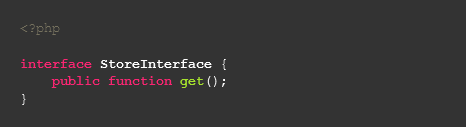 <?php
interface StoreInterface {
    public function get();
}